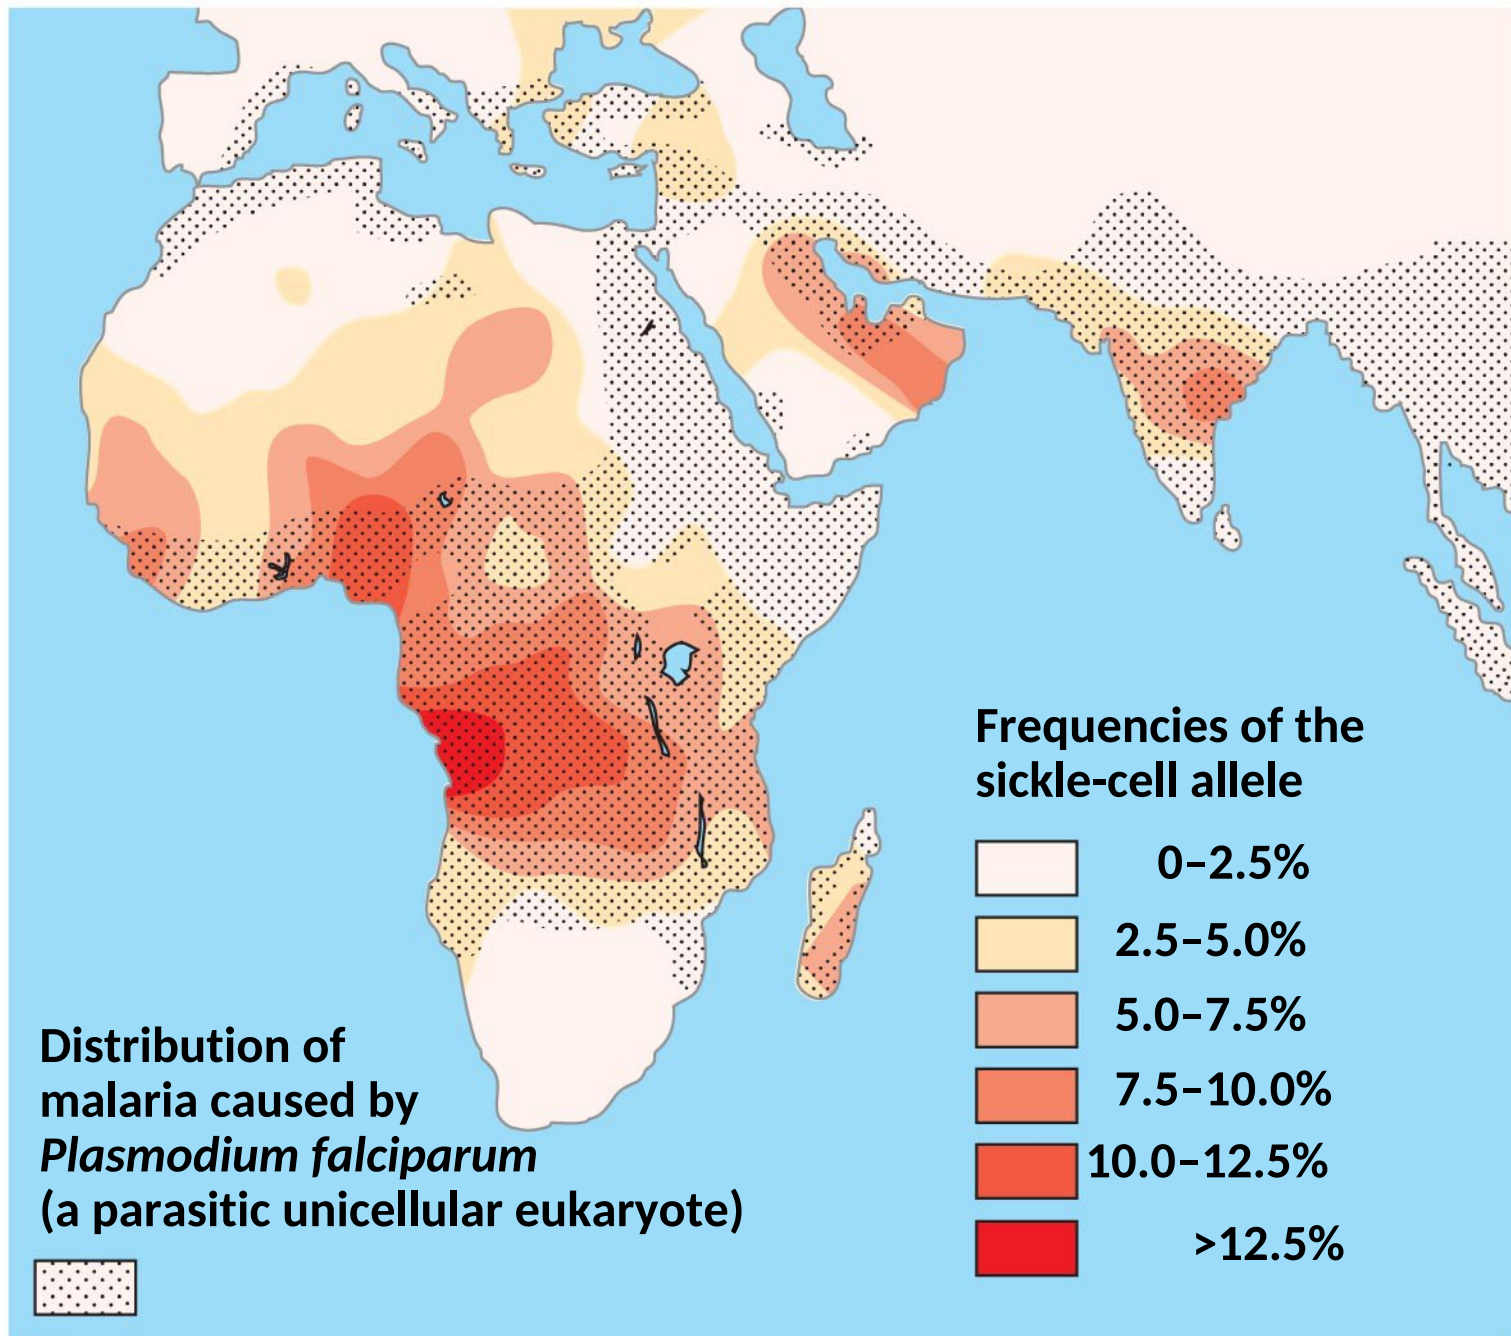 Frequencies of the
sickle-cell allele
0–2.5%
2.5–5.0%
5.0–7.5%
7.5–10.0%
10.0–12.5%
>12.5%
Distribution of
malaria caused by
Plasmodium falciparum
(a parasitic unicellular eukaryote)